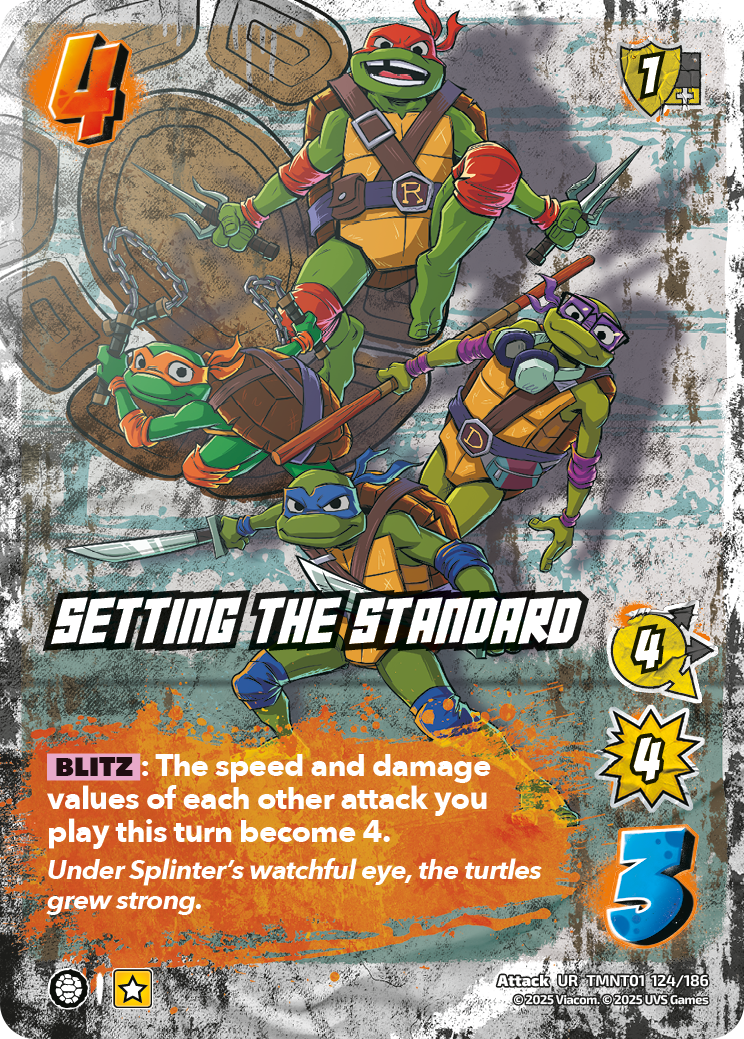 4
1
R
D
SETTING THE STANDARD
4
4
BLITZ: The speed and damage
values of each other attack you
play this turn become 4.
Under Splinter's watchful eye, the turtles
grew strong.
3
Attack UR TMNT01 124/186
©2025 Viacom. ©2025 UVS Games